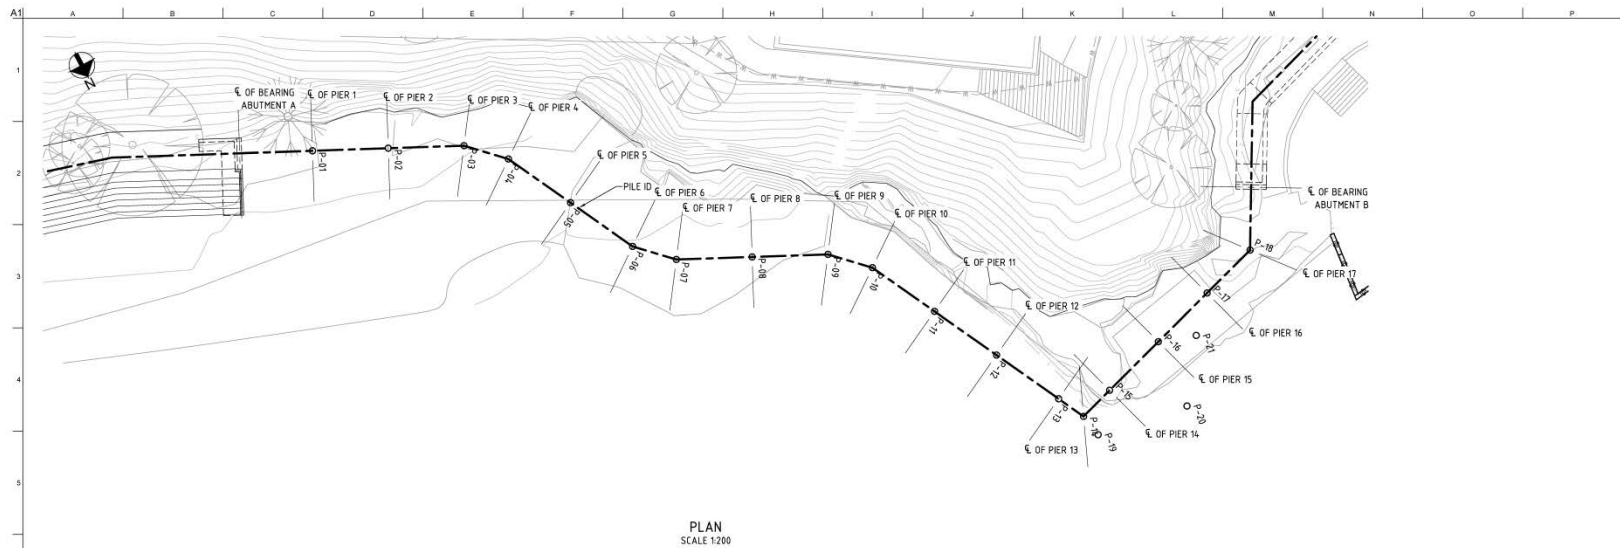 A1 A B C D E F G H I J K L M N O P
1
2
3
4
5
N
℄ OF BEARING
ABUTMENT A
℄ OF PIER 1
℄ OF PIER 2
℄ OF PIER 3
℄ OF PIER 4
℄ OF PIER 5
PILE ID
℄ OF PIER 6
℄ OF PIER 7
℄ OF PIER 8
℄ OF PIER 9
℄ OF PIER 10
℄ OF PIER 11
℄ OF PIER 12
℄ OF PIER 13
℄ OF PIER 14
℄ OF PIER 15
℄ OF PIER 16
℄ OF PIER 17
℄ OF BEARING
ABUTMENT B
P-01
P-02
P-03
P-04
P-05
P-06
P-07
P-08
P-09
P-10
P-11
P-12
P-13
P-14
P-15
P-16
P-17
P-18
P-19
P-20
P-21
PLAN
SCALE 1:200